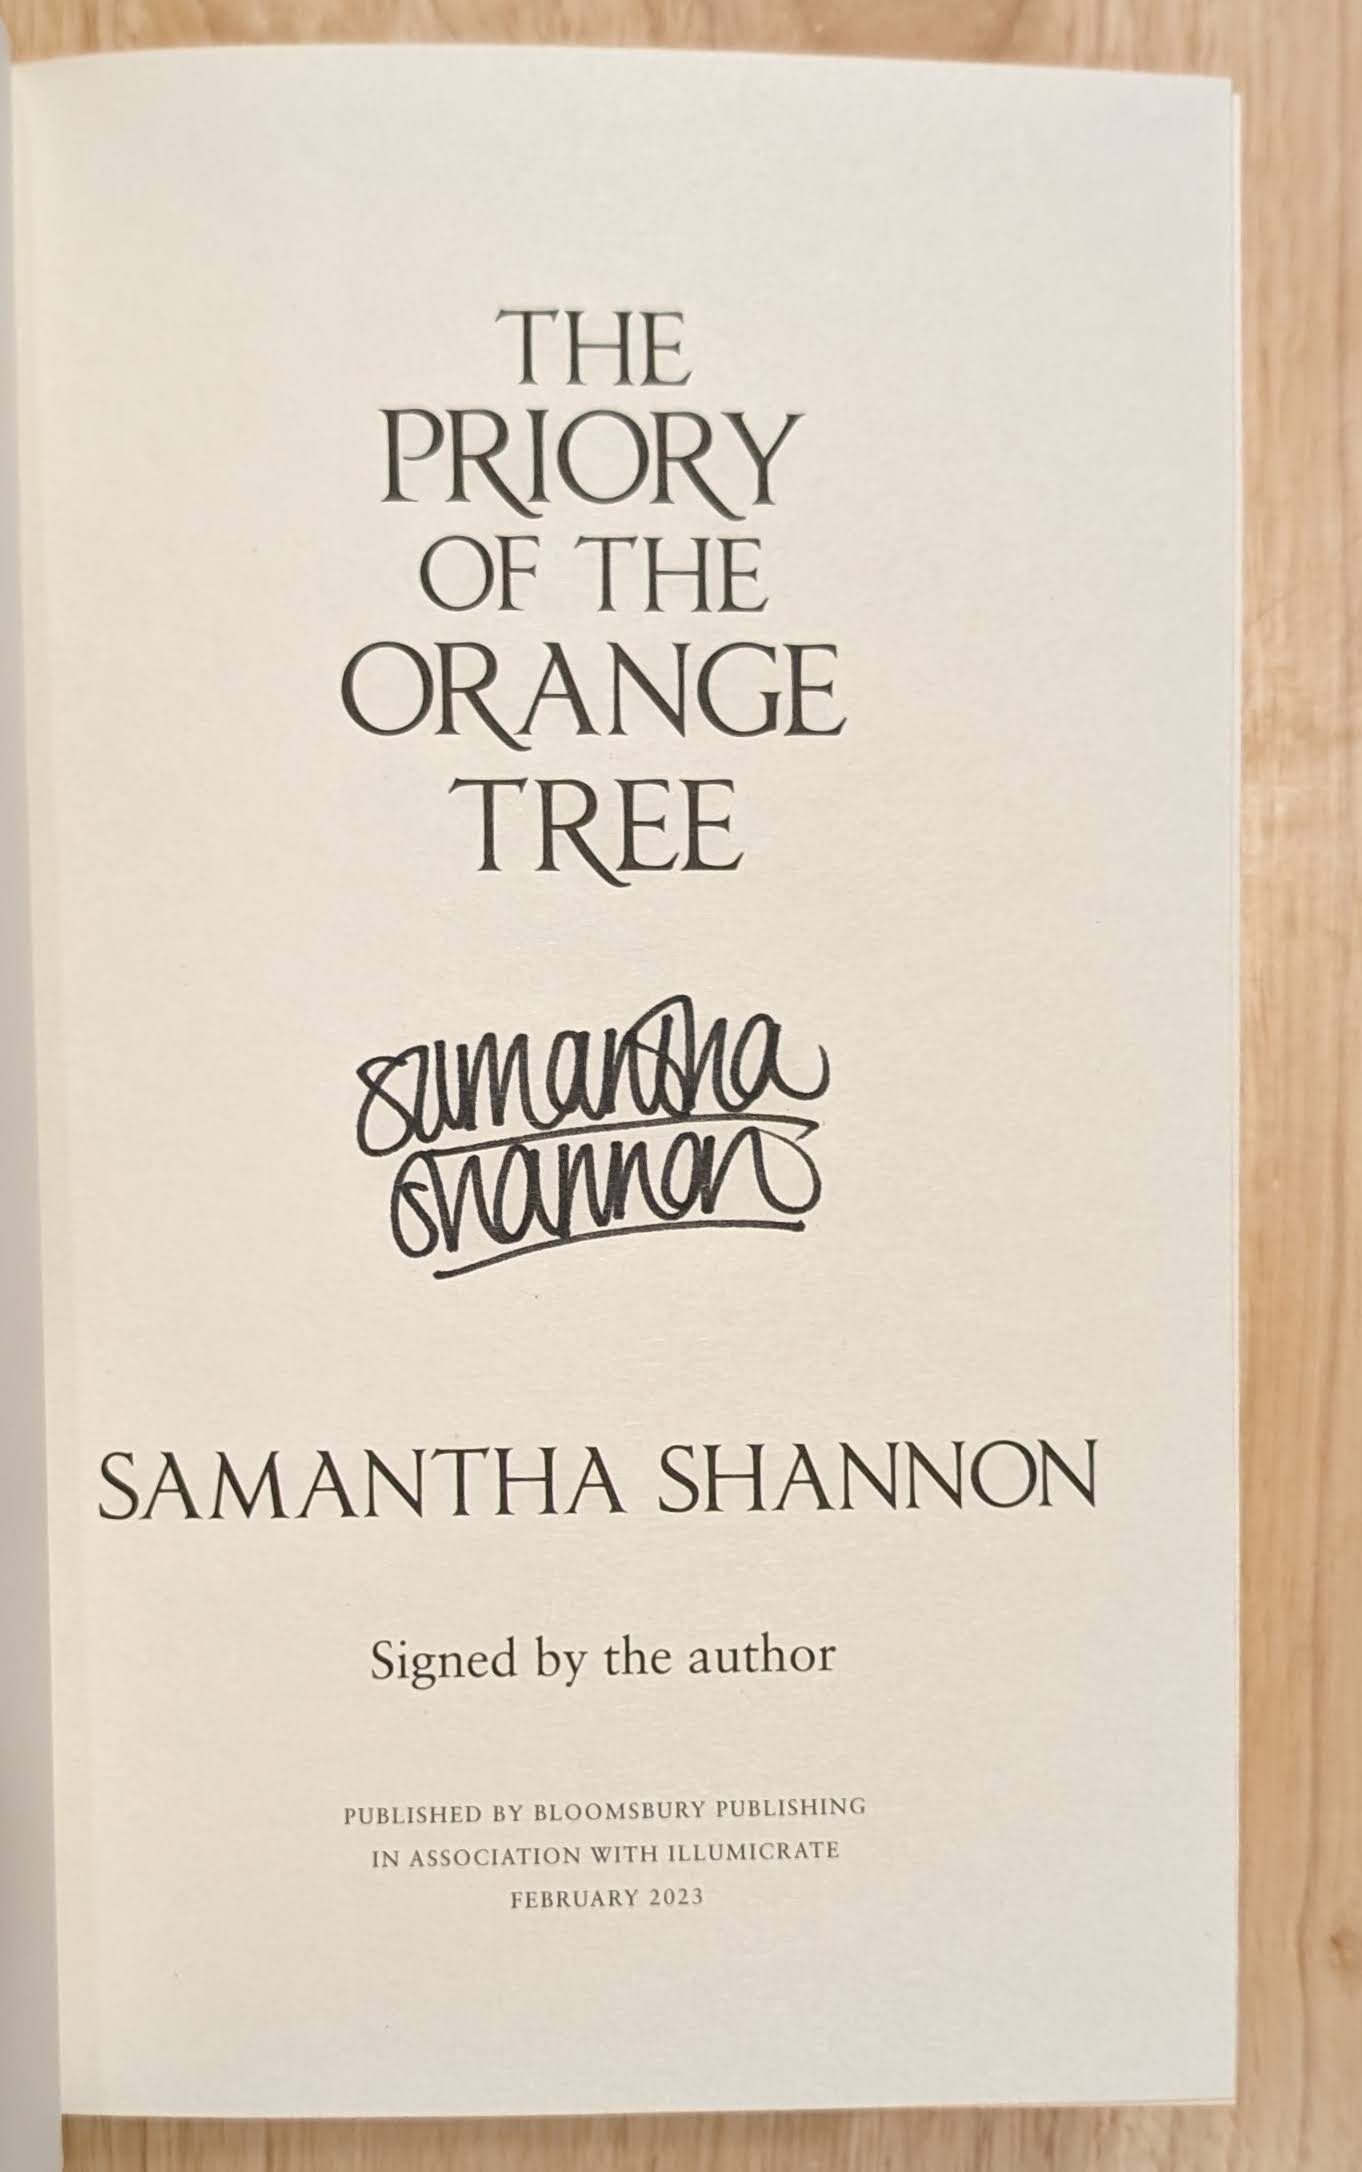 THE
PRIORY
OF THE
ORANGE
TREE
samantha
shannon
SAMANTHA SHANNON
Signed by the author
PUBLISHED BY BLOOMSBURY PUBLISHING
IN ASSOCIATION WITH ILLUMICRATE
FEBRUARY 2023